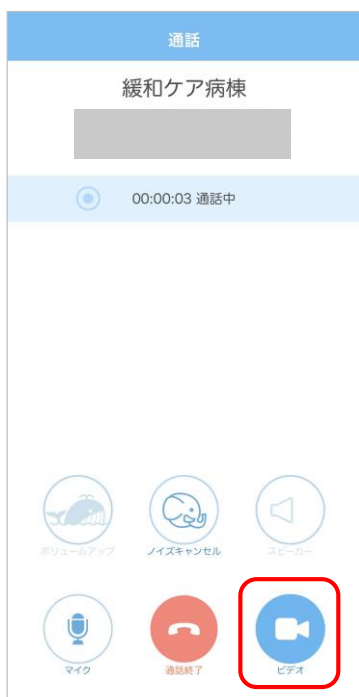 通話
緩和ケア病棟
00:00:03 通話中
ボリュームアップ
ノイズキャンセル
スピーカー
マイク
通話終了
ビデオ